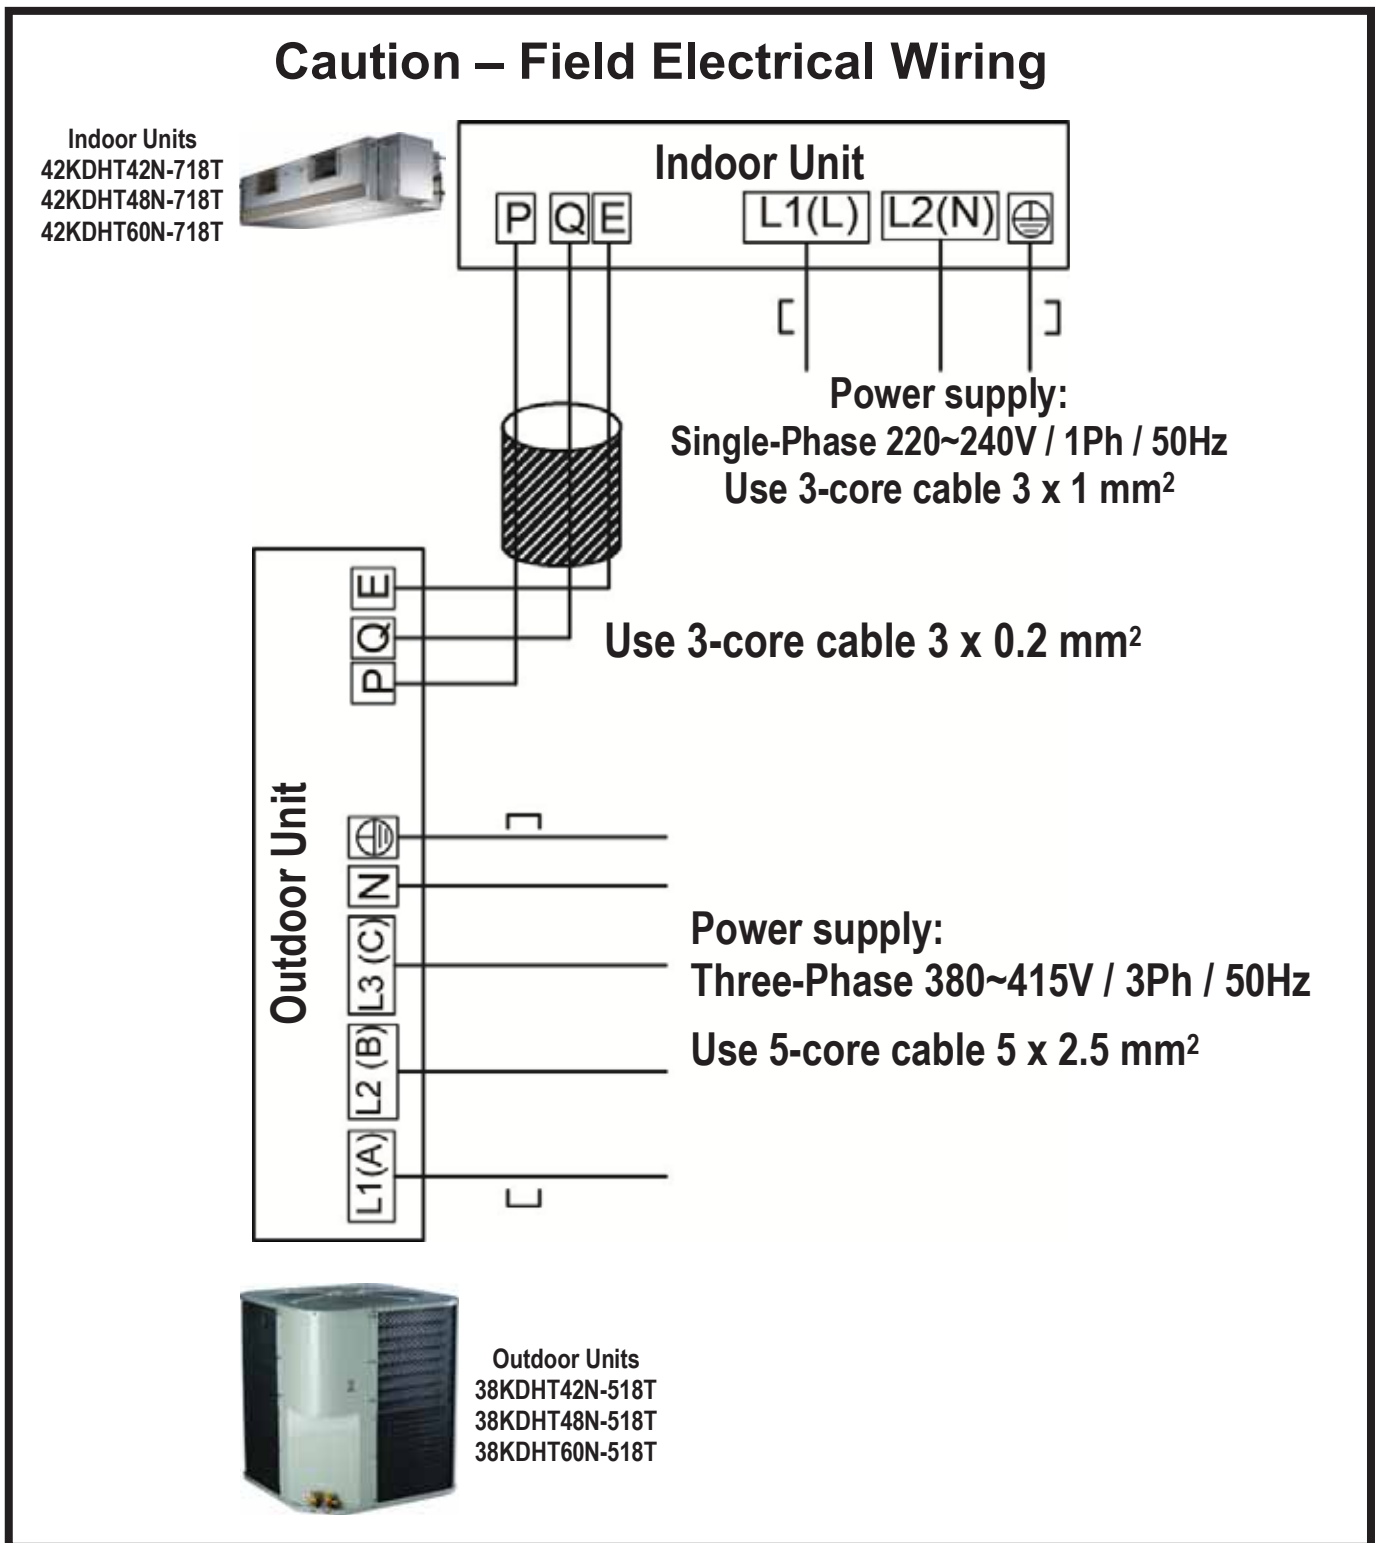 Caution – Field Electrical Wiring
Indoor Units
42KDHT42N-718T
42KDHT48N-718T
42KDHT60N-718T
Indoor Unit
P Q E L1(L) L2(N)
Power supply:
Single-Phase 220~240V / 1Ph / 50Hz
Use 3-core cable 3 x 1 mm²
E
Q
P
Use 3-core cable 3 x 0.2 mm²
Outdoor Unit
N
L3 (C)
L2 (B)
L1(A)
Power supply:
Three-Phase 380~415V / 3Ph / 50Hz
Use 5-core cable 5 x 2.5 mm²
Outdoor Units
38KDHT42N-518T
38KDHT48N-518T
38KDHT60N-518T